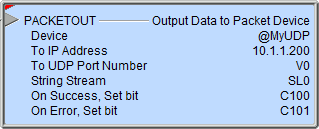 PACKETOUT Output Data to Packet Device
Device @MyUDP
To IP Address 10.1.1.200
To UDP Port Number V0
String Stream SL0
On Success, Set bit C100
On Error, Set bit C101